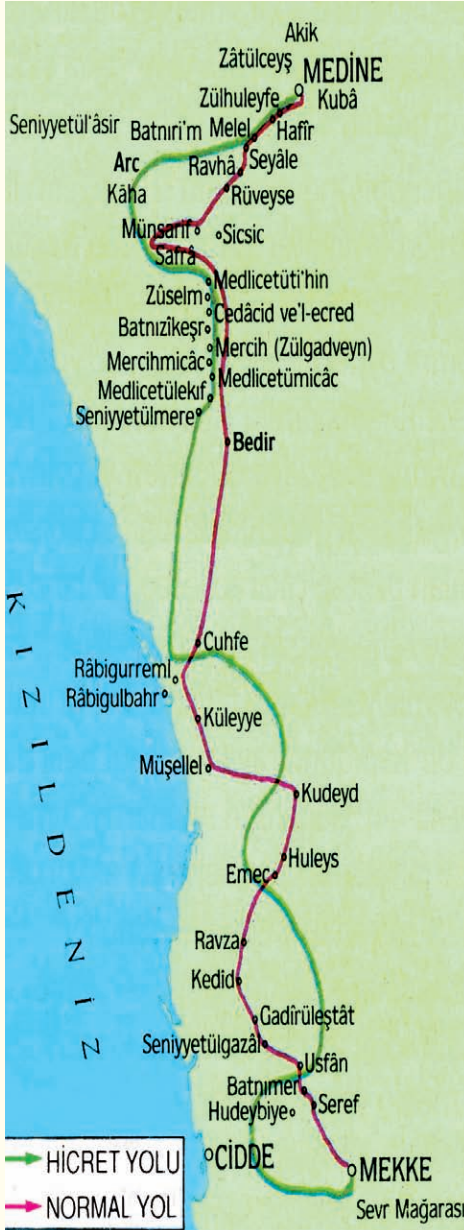 Akik
Zâtülceyş
MEDİNE
Zülhuleyfe
Kubâ
Seniyyetül'âsir
Batnıri'm
Melel
Hafîr
Arc
Seyâle
Ravhâ
Kâha
Rüveyse
Münsarif
Sicsic
Safrâ
Medlicetüti'hin
Zûselm
Cedâcid ve'l-ecred
Batnızîkeşr
Mercih (Zülgadveyn)
Mercihmicâc
Medlicetümicâc
Medlicetülekıf
Seniyyetülmere
Bedir
KIZILDENİZ
Cuhfe
Râbigurreml
Râbigulbahr
Küleyye
Müşellel
Kudeyd
Huleys
Emec
Ravza
Kedid
Gadîrüleştât
Seniyyetülgazâl
Usfân
Batnımer
Hudeybiye
Seref
CİDDE
MEKKE
Sevr Mağarası
HİCRET YOLU
NORMAL YOL